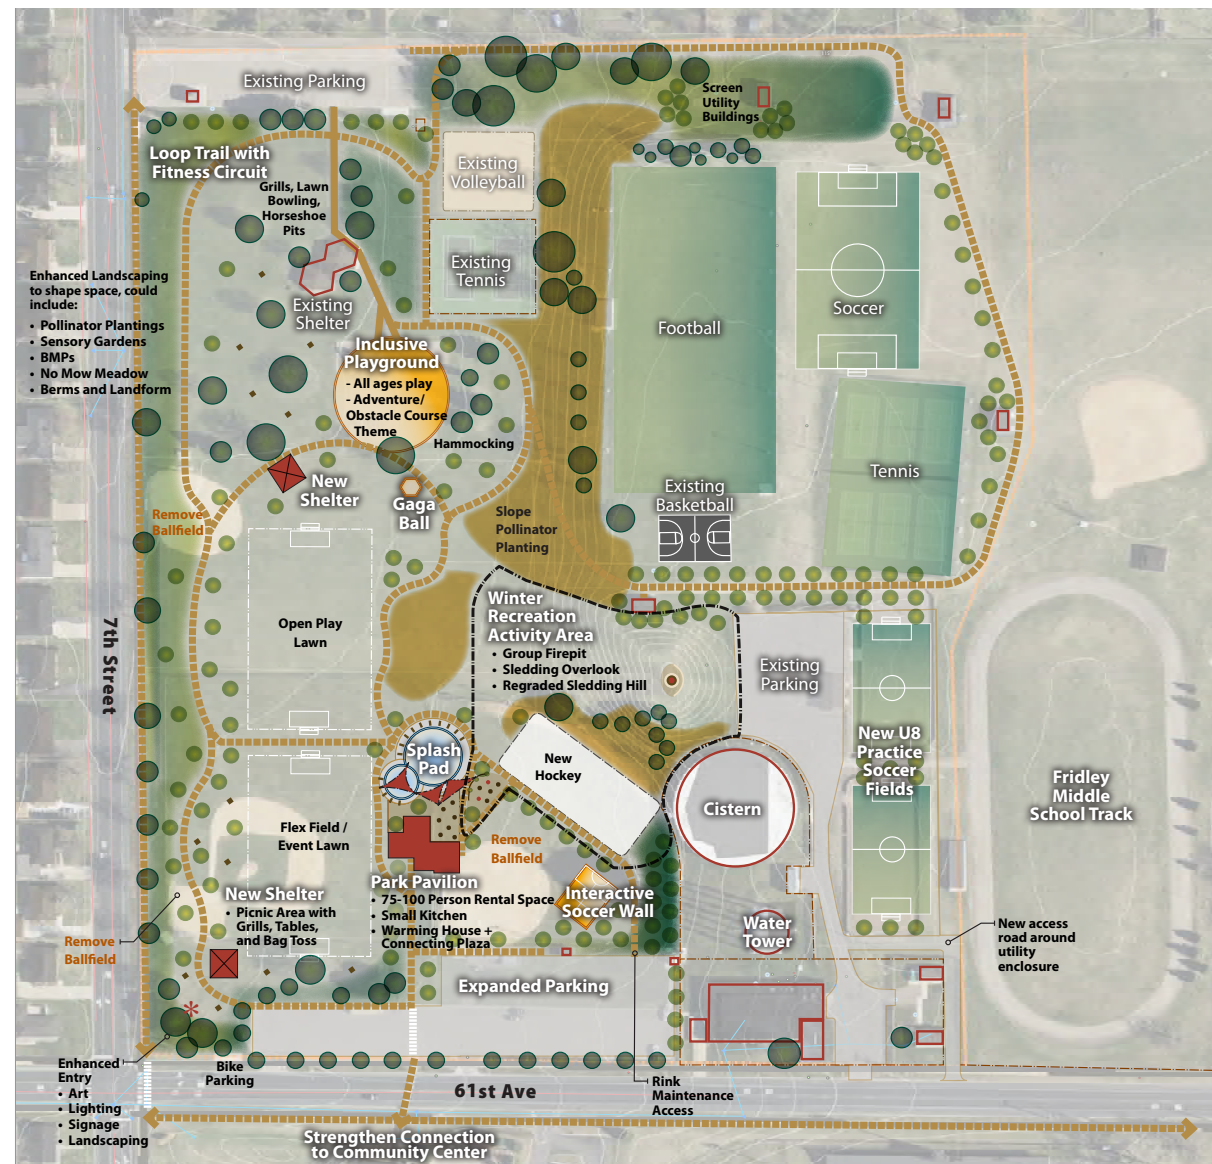 Existing Parking
Screen
Utility
Buildings
Loop Trail with
Fitness Circuit
Existing
Volleyball
Grills, Lawn
Bowling,
Horseshoe
Pits
Existing
Tennis
Enhanced Landscaping
to shape space, could
include:
• Pollinator Plantings
• Sensory Gardens
• BMPs
• No Mow Meadow
• Berms and Landform
Existing
Shelter
Soccer
Football
Inclusive
Playground
- All ages play
- Adventure/
Obstacle Course
Theme
Hammocking
Tennis
New
Shelter
Gaga
Ball
Existing
Basketball
Remove
Ballfield
Slope
Pollinator
Planting
Winter
Recreation
Activity Area
• Group Firepit
• Sledding Overlook
• Regraded Sledding Hill
Open Play
Lawn
7th Street
Existing
Parking
New U8
Practice
Soccer
Fields
Splash
Pad
New
Hockey
Cistern
Fridley
Middle
School Track
Flex Field /
Event Lawn
Remove
Ballfield
Park Pavilion
• 75-100 Person Rental Space
• Small Kitchen
• Warming House +
Connecting Plaza
Interactive
Soccer Wall
New Shelter
• Picnic Area with
Grills, Tables,
and Bag Toss
Water
Tower
New access
road around
utility
enclosure
Remove
Ballfield
Expanded Parking
*
Enhanced
Entry
• Art
• Lighting
• Signage
• Landscaping
Bike
Parking
61st Ave
Rink
Maintenance
Access
Strengthen Connection
to Community Center